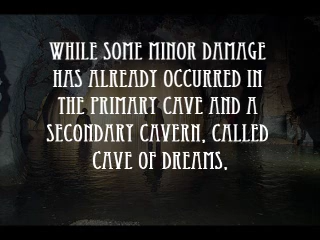 WHILE SOME MINOR DAMAGE
HAS ALREADY OCCURRED IN
THE PRIMARY CAVE AND A
SECONDARY CAVERN, CALLED
CAVE OF DREAMS,